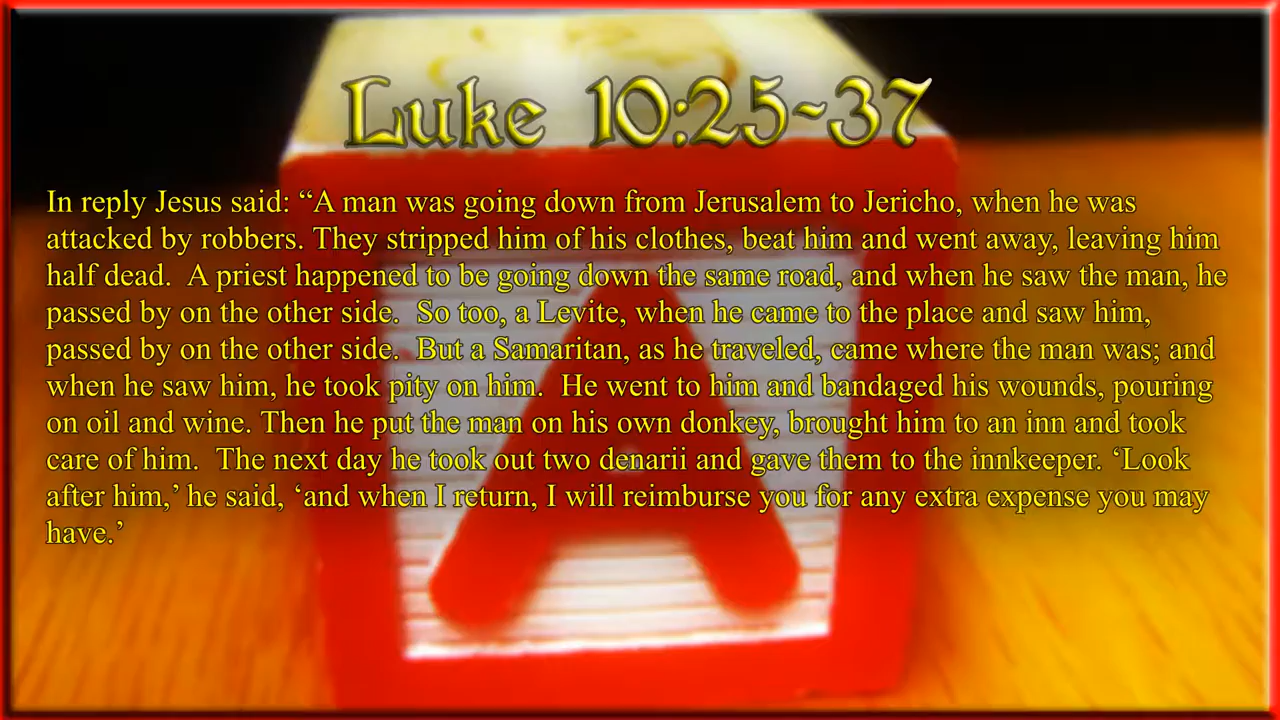 Luke 10:25-37
In reply Jesus said: “A man was going down from Jerusalem to Jericho, when he was
attacked by robbers. They stripped him of his clothes, beat him and went away, leaving him
half dead.  A priest happened to be going down the same road, and when he saw the man, he
passed by on the other side.  So too, a Levite, when he came to the place and saw him,
passed by on the other side.  But a Samaritan, as he traveled, came where the man was; and
when he saw him, he took pity on him.  He went to him and bandaged his wounds, pouring
on oil and wine. Then he put the man on his own donkey, brought him to an inn and took
care of him.  The next day he took out two denarii and gave them to the innkeeper. ‘Look
after him,’ he said, ‘and when I return, I will reimburse you for any extra expense you may
have.’
A